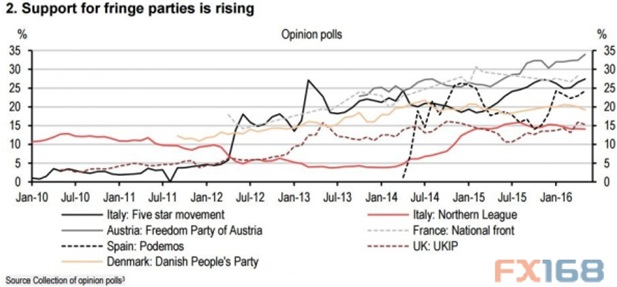 2. Support for fringe parties is rising
% Opinion polls %
35 35
30 30
25 25
20 20
15 15
10 10
5 5
0 0
Jan-10 Jul-10 Jan-11 Jul-11 Jan-12 Jul-12 Jan-13 Jul-13 Jan-14 Jul-14 Jan-15 Jul-15 Jan-16
Italy: Five star movement Italy: Northern League
Austria: Freedom Party of Austria France: National front
Spain: Podemos UK: UKIP
Denmark: Danish People's Party
Source Collection of opinion polls³
FX168